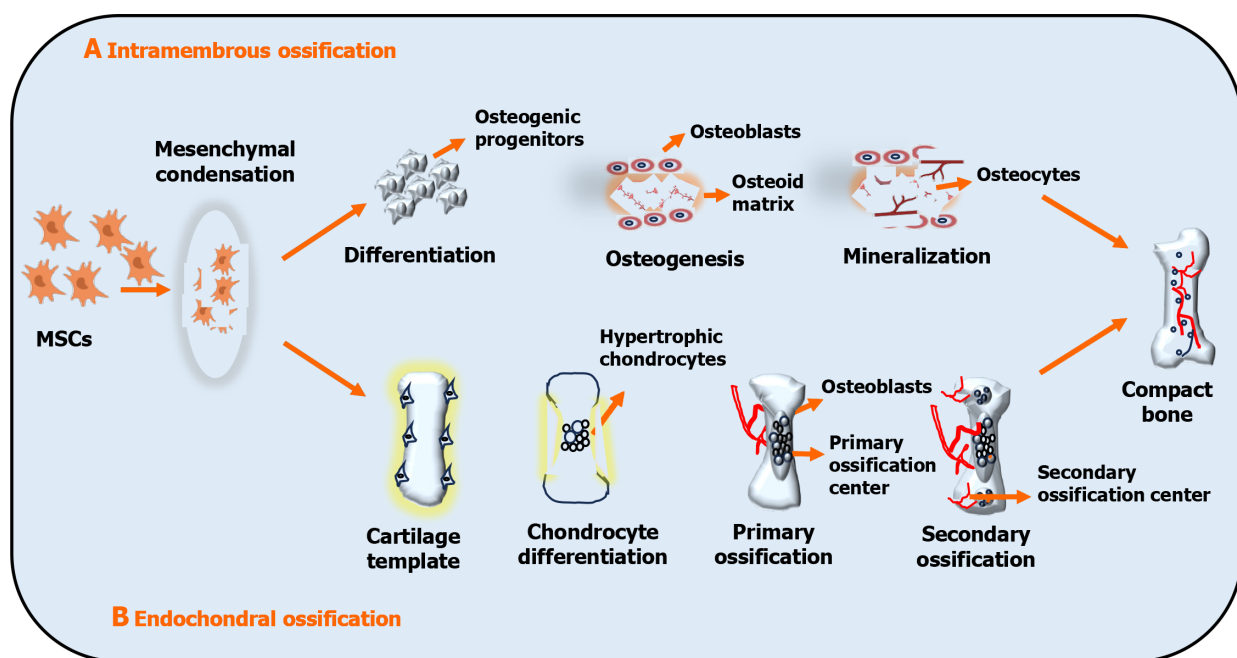 A Intramembrous ossification
Mesenchymal
condensation
MSCs
Osteogenic
progenitors
Differentiation
Osteoblasts
Osteoid
matrix
Osteogenesis
Osteocytes
Mineralization
Compact
bone
Cartilage
template
Hypertrophic
chondrocytes
Chondrocyte
differentiation
Osteoblasts
Primary
ossification
center
Primary
ossification
Secondary
ossification center
Secondary
ossification
B Endochondral ossification